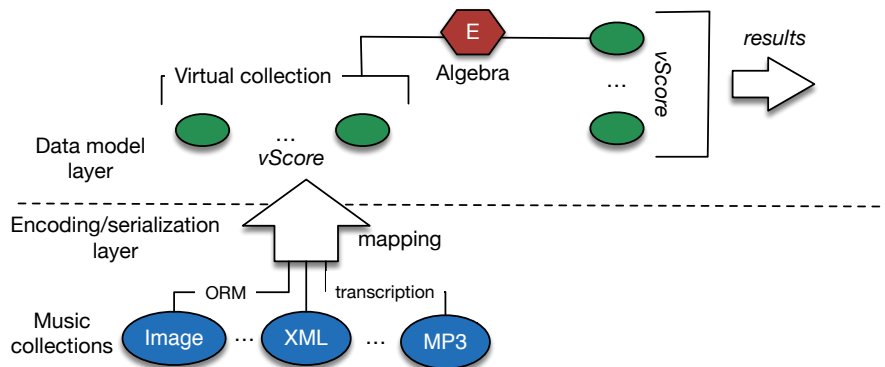 E
results
Algebra
Virtual collection
...
vScore
...
vScore
Data model
layer
Encoding/serialization
layer
mapping
ORM
transcription
Music
collections
Image
...
XML
...
MP3